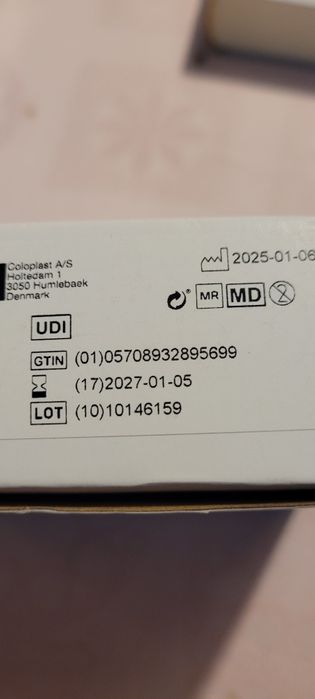 Coloplast A/S
Holtedam 1
3050 Humlebaek
Denmark
2025-01-06
MR MD
UDI
GTIN (01)05708932895699
(17)2027-01-05
LOT (10)10146159